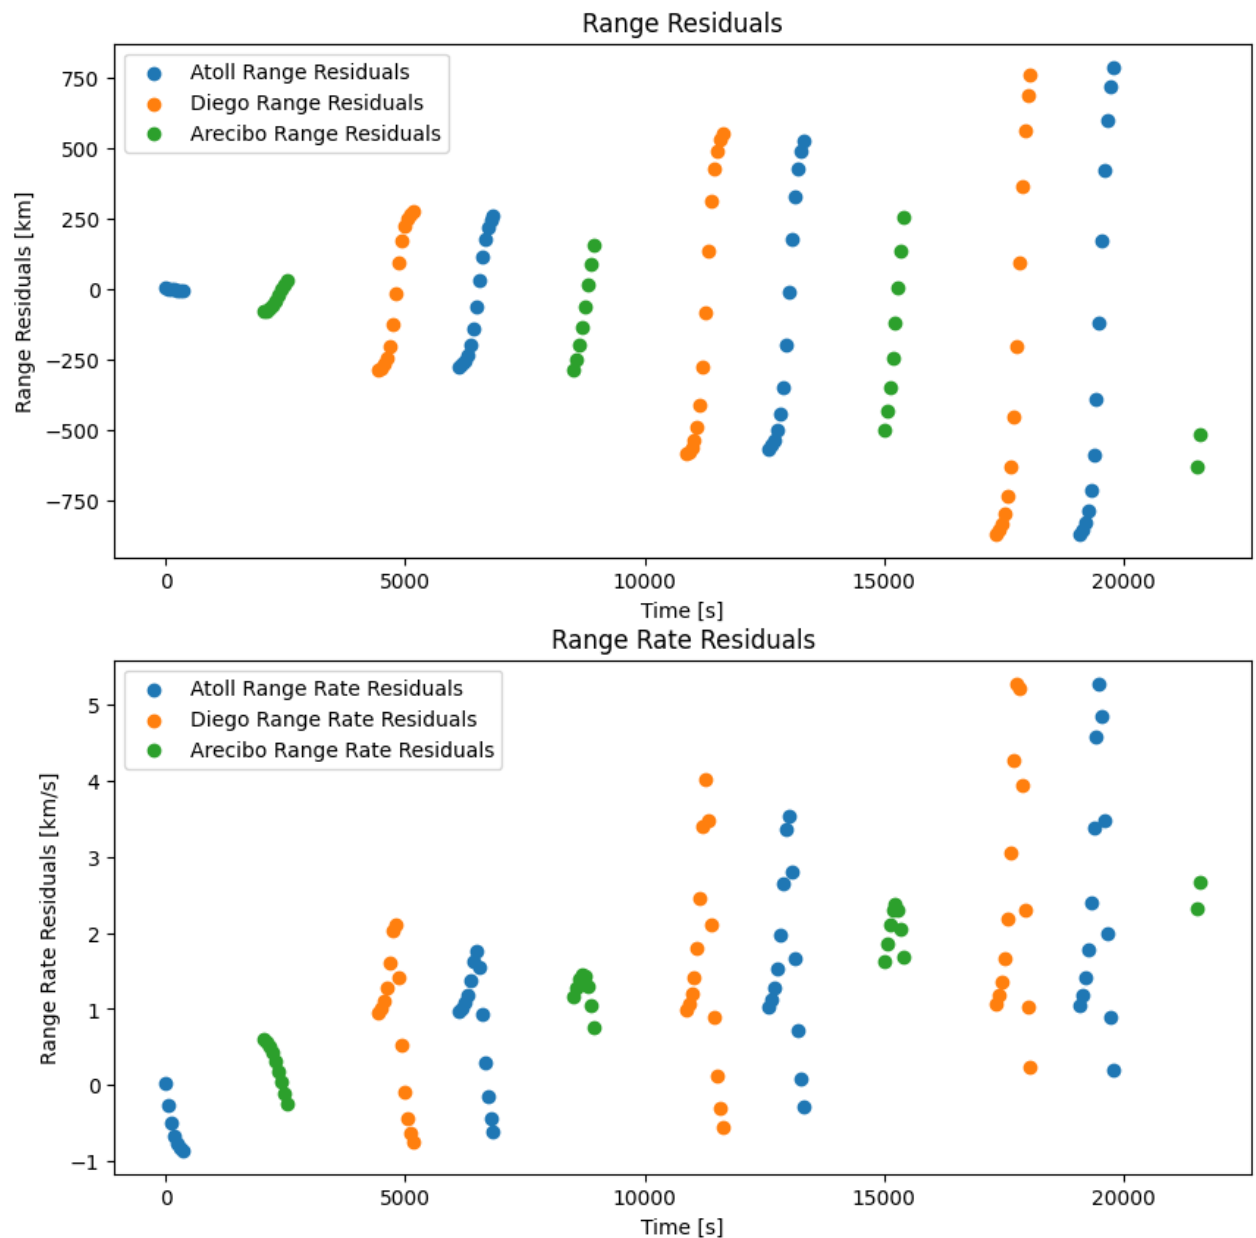 Range Residuals
Atoll Range Residuals
Diego Range Residuals
Arecibo Range Residuals
Range Residuals [km]
750
500
250
0
−250
−500
−750
0
5000
10000
15000
20000
Time [s]
Range Rate Residuals
Atoll Range Rate Residuals
Diego Range Rate Residuals
Arecibo Range Rate Residuals
Range Rate Residuals [km/s]
5
4
3
2
1
0
−1
0
5000
10000
15000
20000
Time [s]